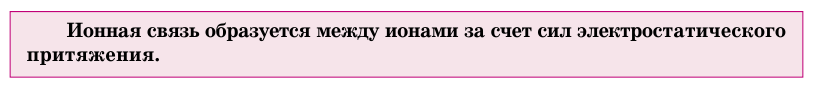 Ионная связь образуется между ионами за счет сил электростатического
притяжения.